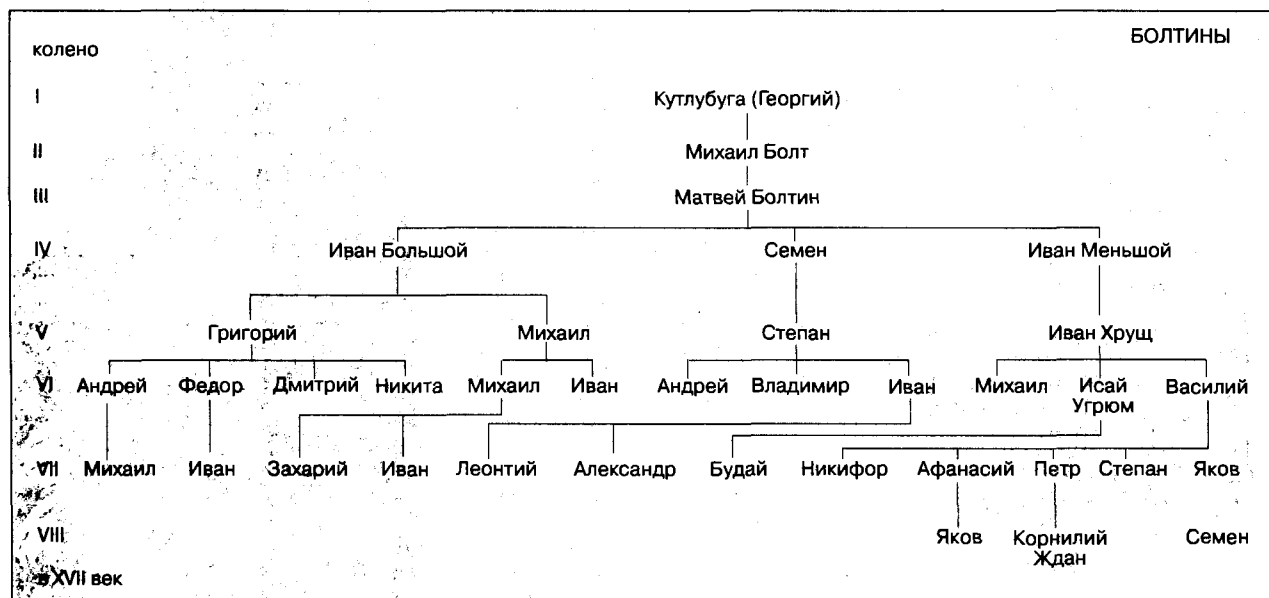 БОЛТИНЫ
колено
I Кутлубуга (Георгий)
II Михаил Болт
III Матвей Болтин
IV Иван Большой Семен Иван Меньшой
V Григорий Михаил Степан Иван Хрущ
VI Андрей Федор Дмитрий Никита Михаил Иван Андрей Владимир Иван Михаил Исай Василий
Угрюм
VII Михаил Иван Захарий Иван Леонтий Александр Будай Никифор Афанасий Петр Степан Яков
VIII Яков Корнилий Семен
Ждан
в XVII век